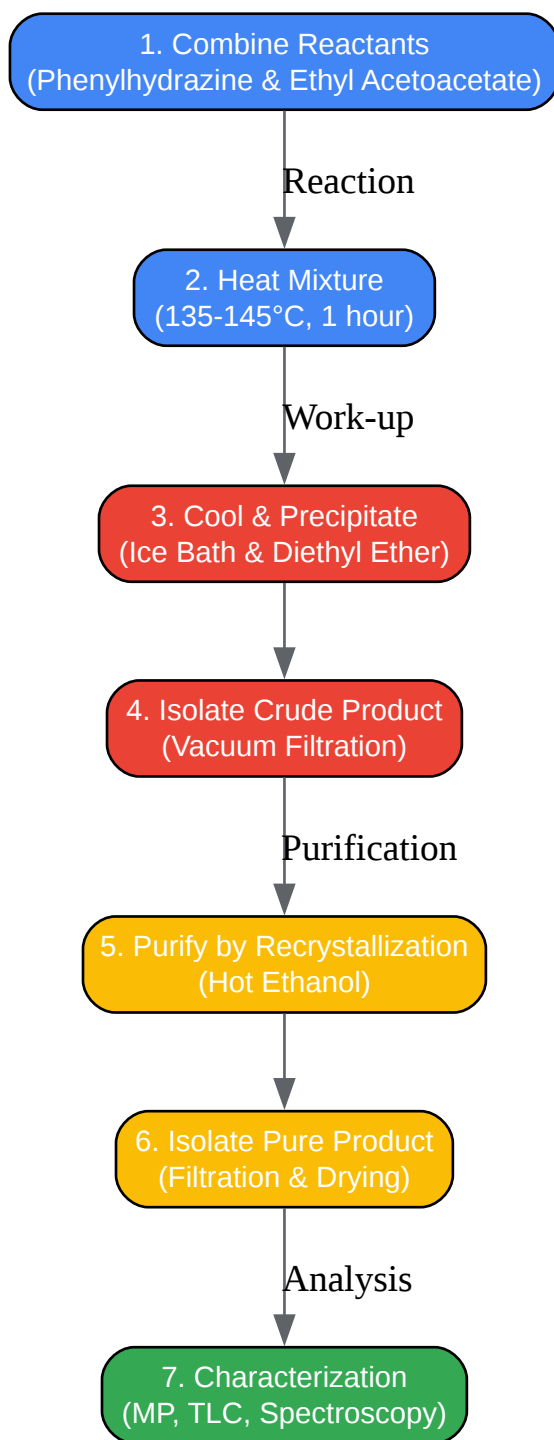 1. Combine Reactants
(Phenylhydrazine & Ethyl Acetoacetate)
Reaction
2. Heat Mixture
(135-145°C, 1 hour)
Work-up
3. Cool & Precipitate
(Ice Bath & Diethyl Ether)
4. Isolate Crude Product
(Vacuum Filtration)
Purification
5. Purify by Recrystallization
(Hot Ethanol)
6. Isolate Pure Product
(Filtration & Drying)
Analysis
7. Characterization
(MP, TLC, Spectroscopy)